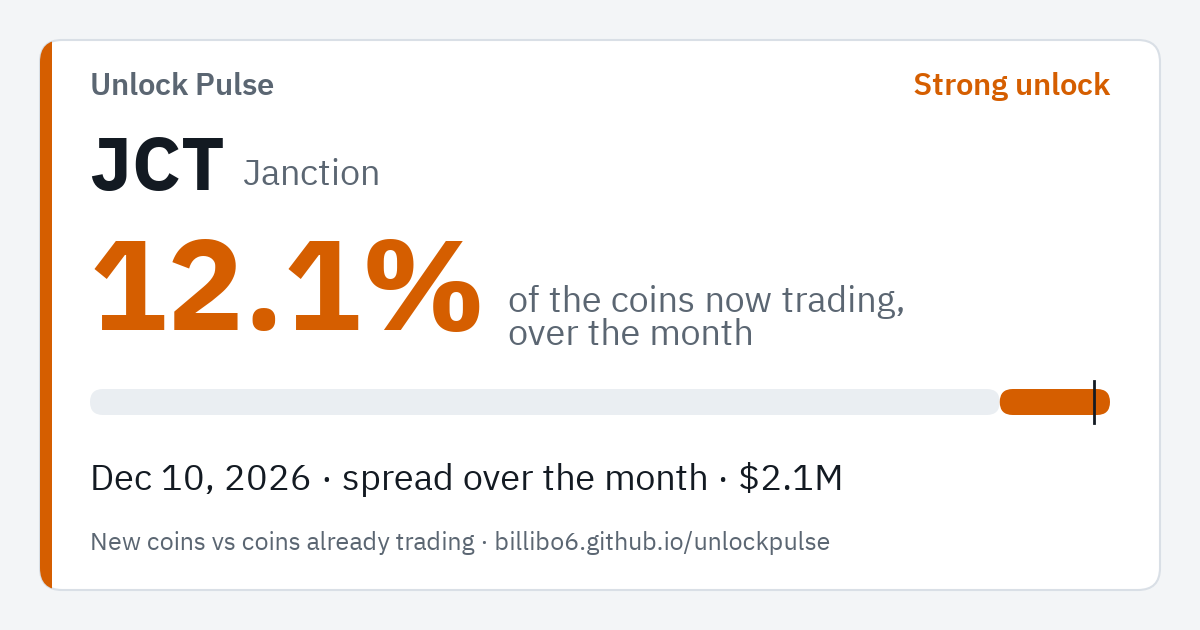 Unlock Pulse
Strong unlock
JCT Janction
12.1% of the coins now trading,
over the month
Dec 10, 2026 · spread over the month · $2.1M
New coins vs coins already trading · billibo6.github.io/unlockpulse